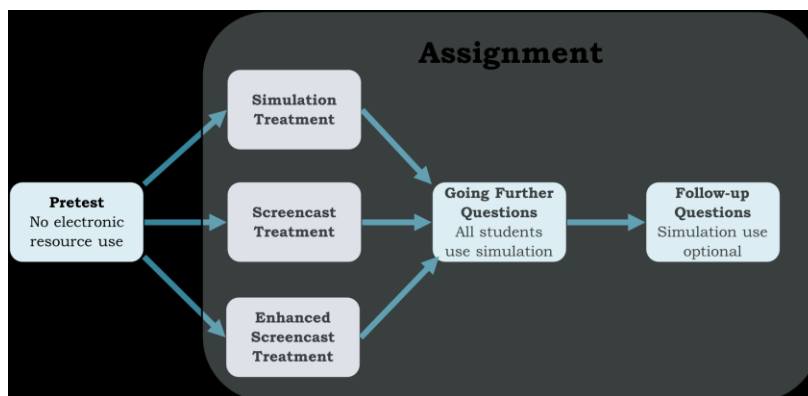 Assignment
Simulation
Treatment
Pretest
No electronic
resource use
Screencast
Treatment
Enhanced
Screencast
Treatment
Going Further
Questions
All students
use simulation
Follow-up
Questions
Simulation use
optional